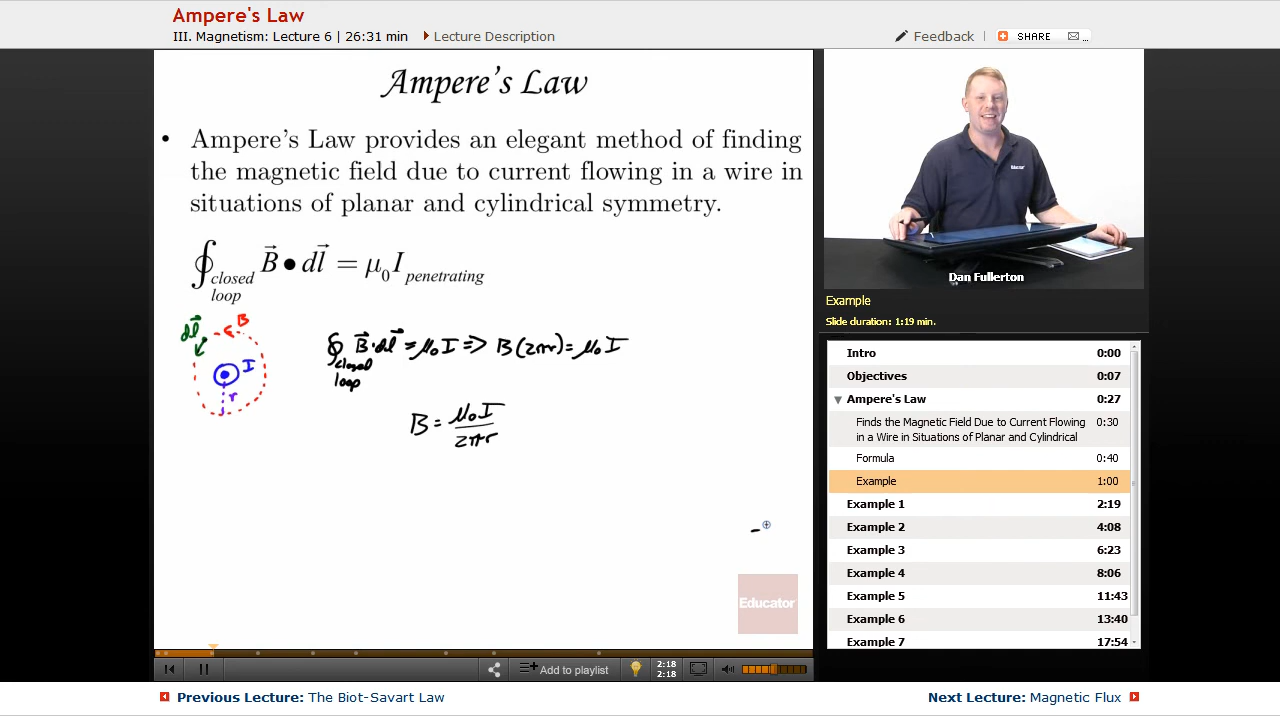 Ampere's Law
III. Magnetism: Lecture 6 | 26:31 min
Lecture Description
Feedback
SHARE
Ampere's Law
• Ampere's Law provides an elegant method of finding
the magnetic field due to current flowing in a wire in
situations of planar and cylindrical symmetry.
∮closed loop B⃗ • dl⃗ = μ0 I penetrating
dl⃗
B
I
r
∮closed loop B⃗·dl⃗ = μ0 I ⇒ B(2πr) = μ0 I
B = μ0 I / 2πr
Educator
Educator
Dan Fullerton
Example
Slide duration: 1:19 min.
Intro 0:00
Objectives 0:07
Ampere's Law 0:27
Finds the Magnetic Field Due to Current Flowing 0:30
in a Wire in Situations of Planar and Cylindrical
Formula 0:40
Example 1:00
Example 1 2:19
Example 2 4:08
Example 3 6:23
Example 4 8:06
Example 5 11:43
Example 6 13:40
Example 7 17:54
Add to playlist
2:18
2:18
Previous Lecture: The Biot-Savart Law
Next Lecture: Magnetic Flux